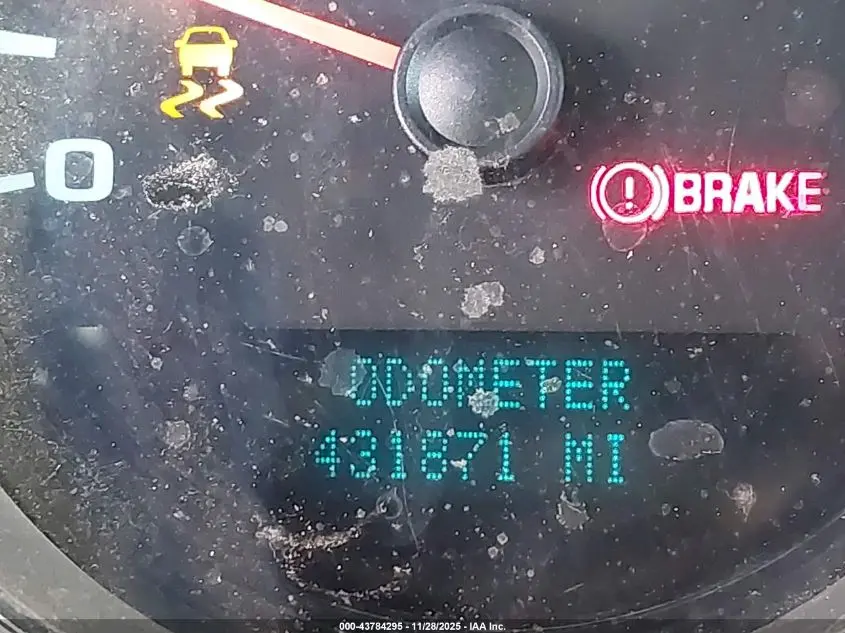 0
BRAKE
ODOMETER
431871 MI
000-43784295 - 11/28/2025 - IAA Inc.